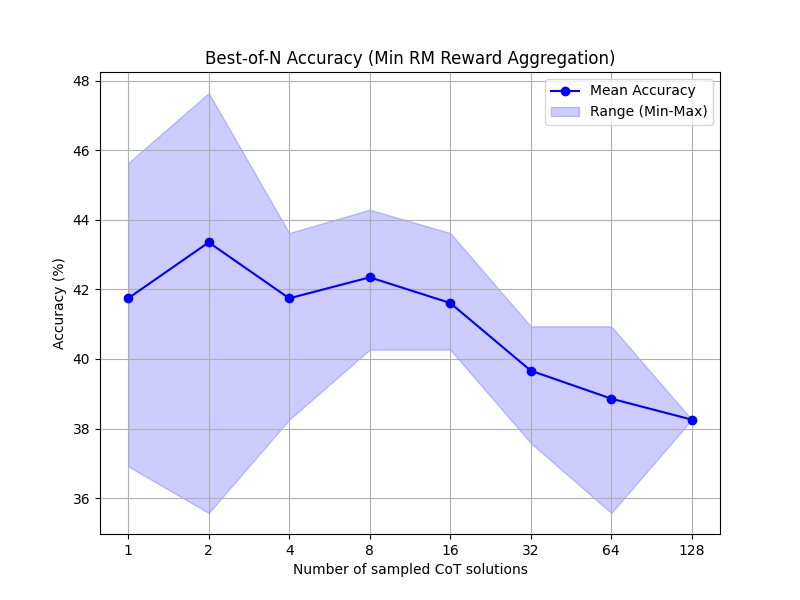 Best-of-N Accuracy (Min RM Reward Aggregation)
Mean Accuracy
Range (Min-Max)
Accuracy (%)
48
46
44
42
40
38
36
1 2 4 8 16 32 64 128
Number of sampled CoT solutions